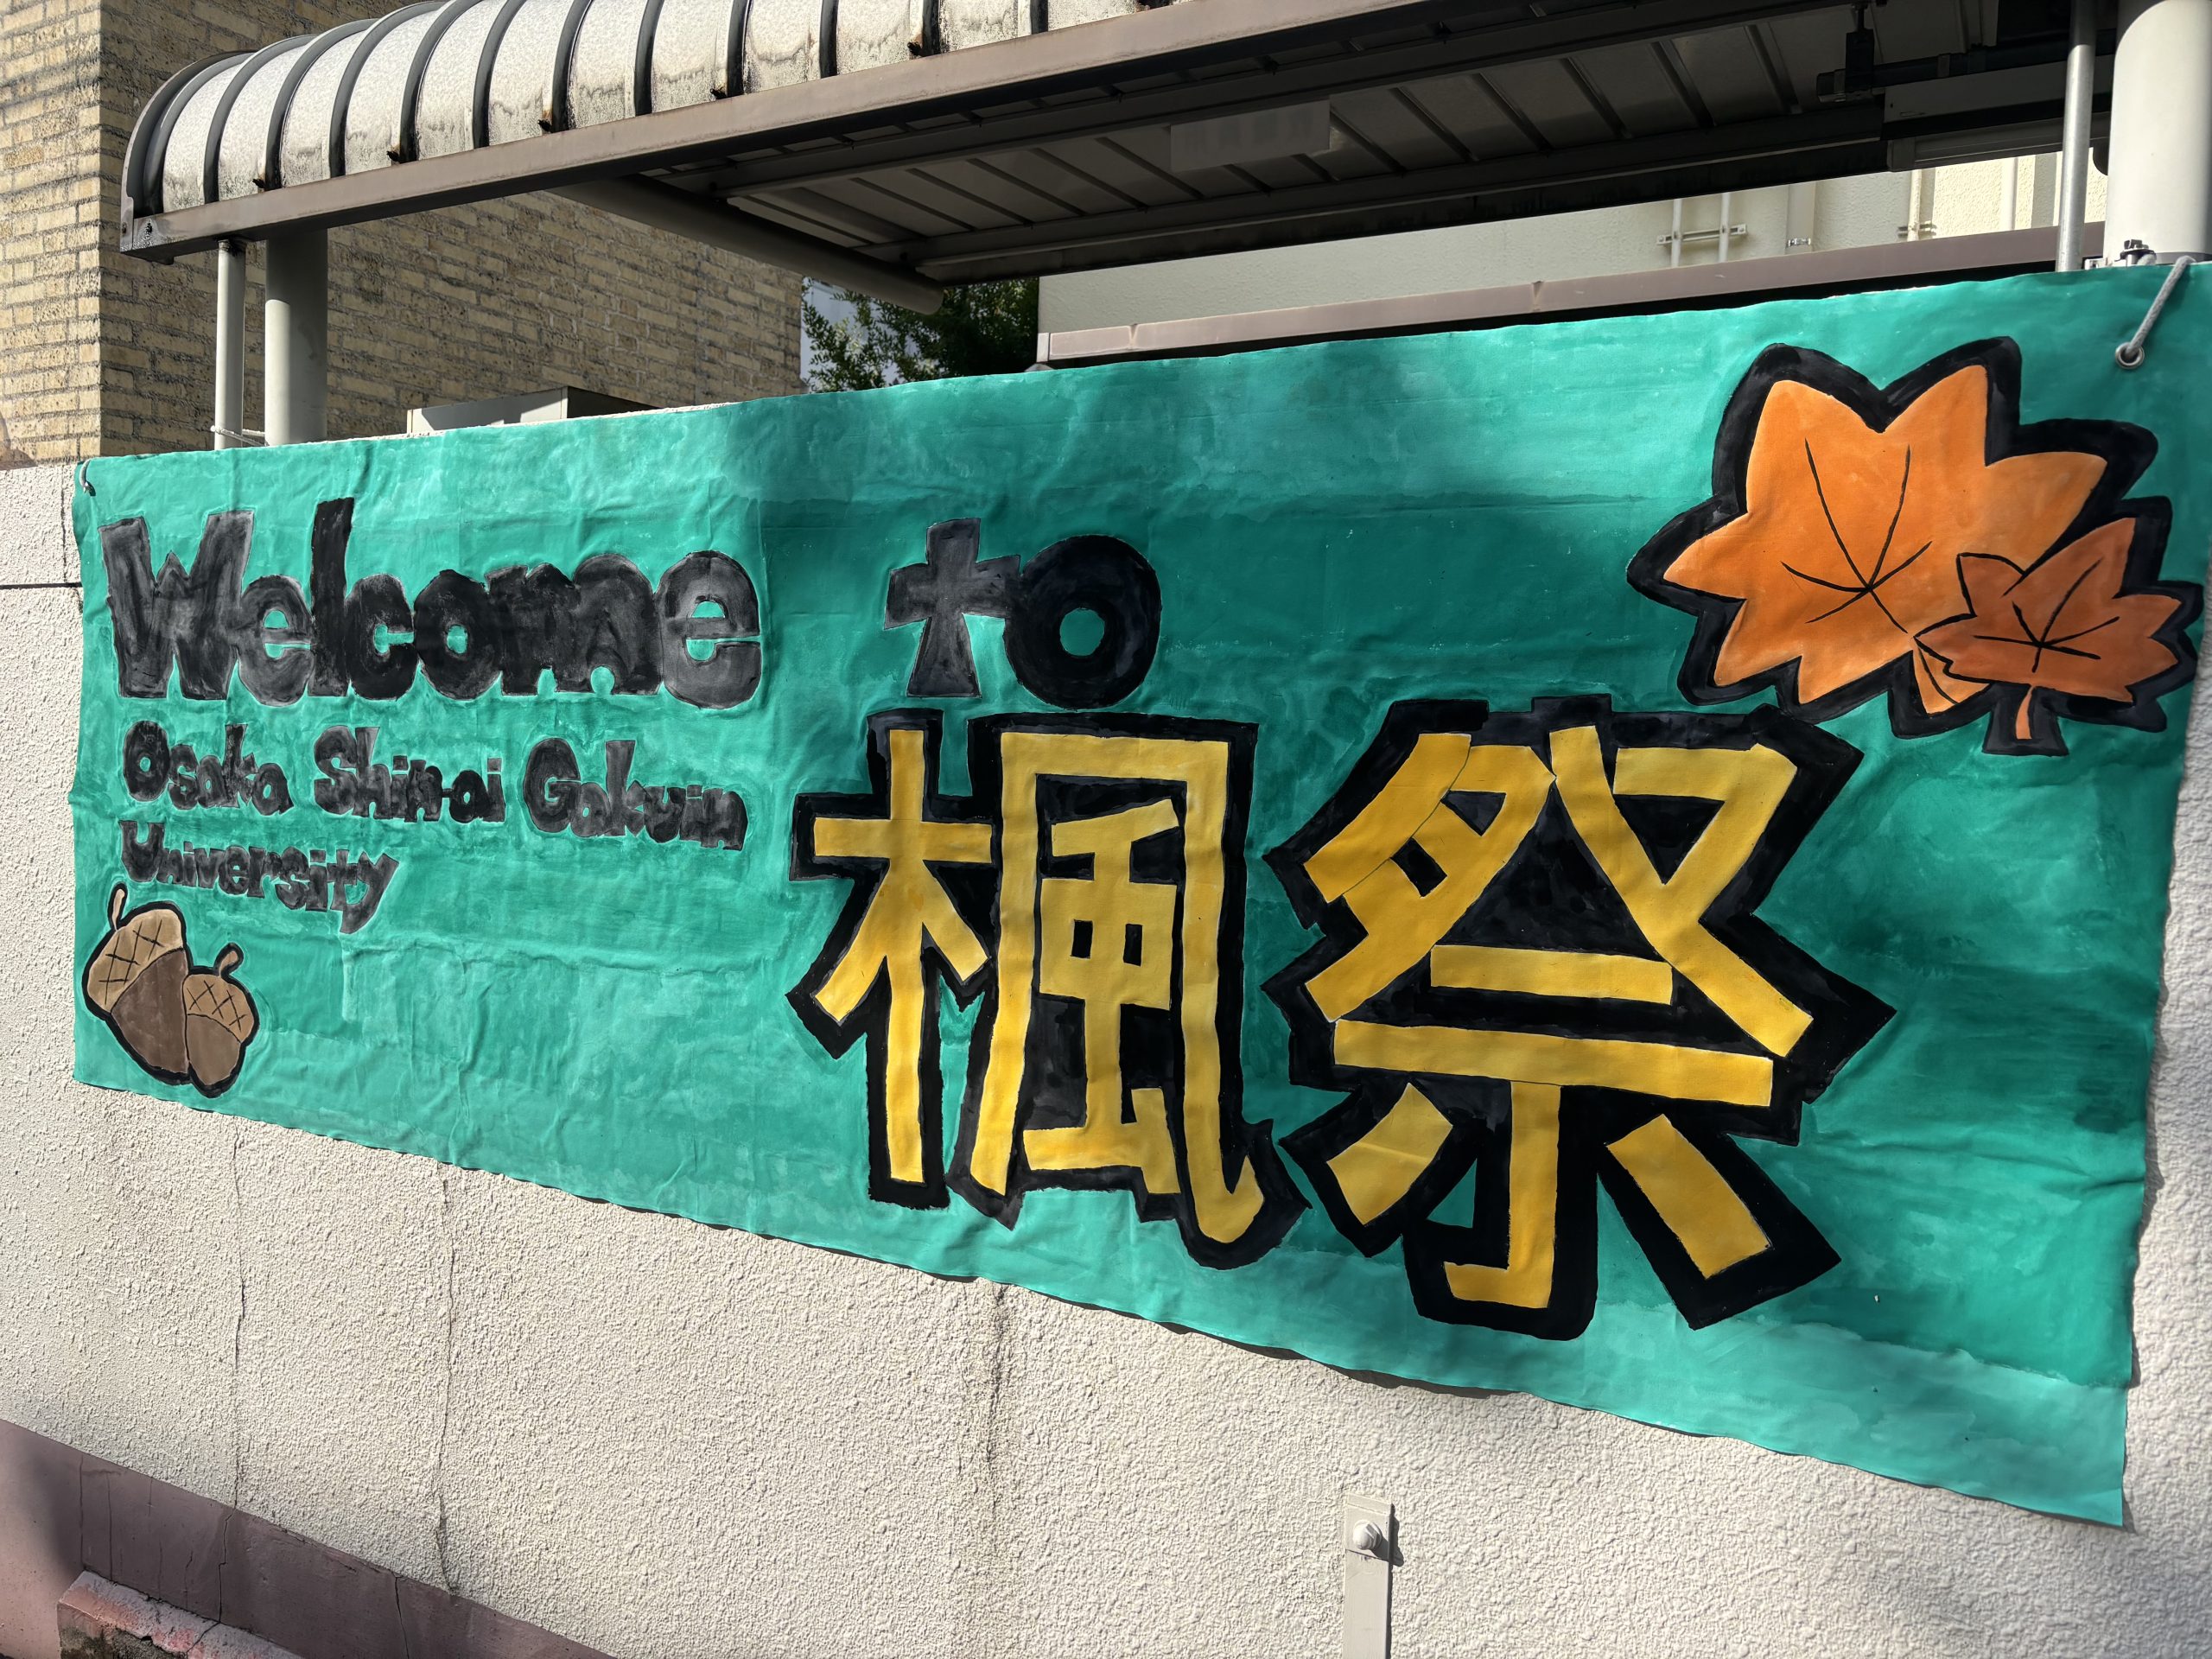 Welcome to
Osaka Shin-ai Gakuin
University
楓祭